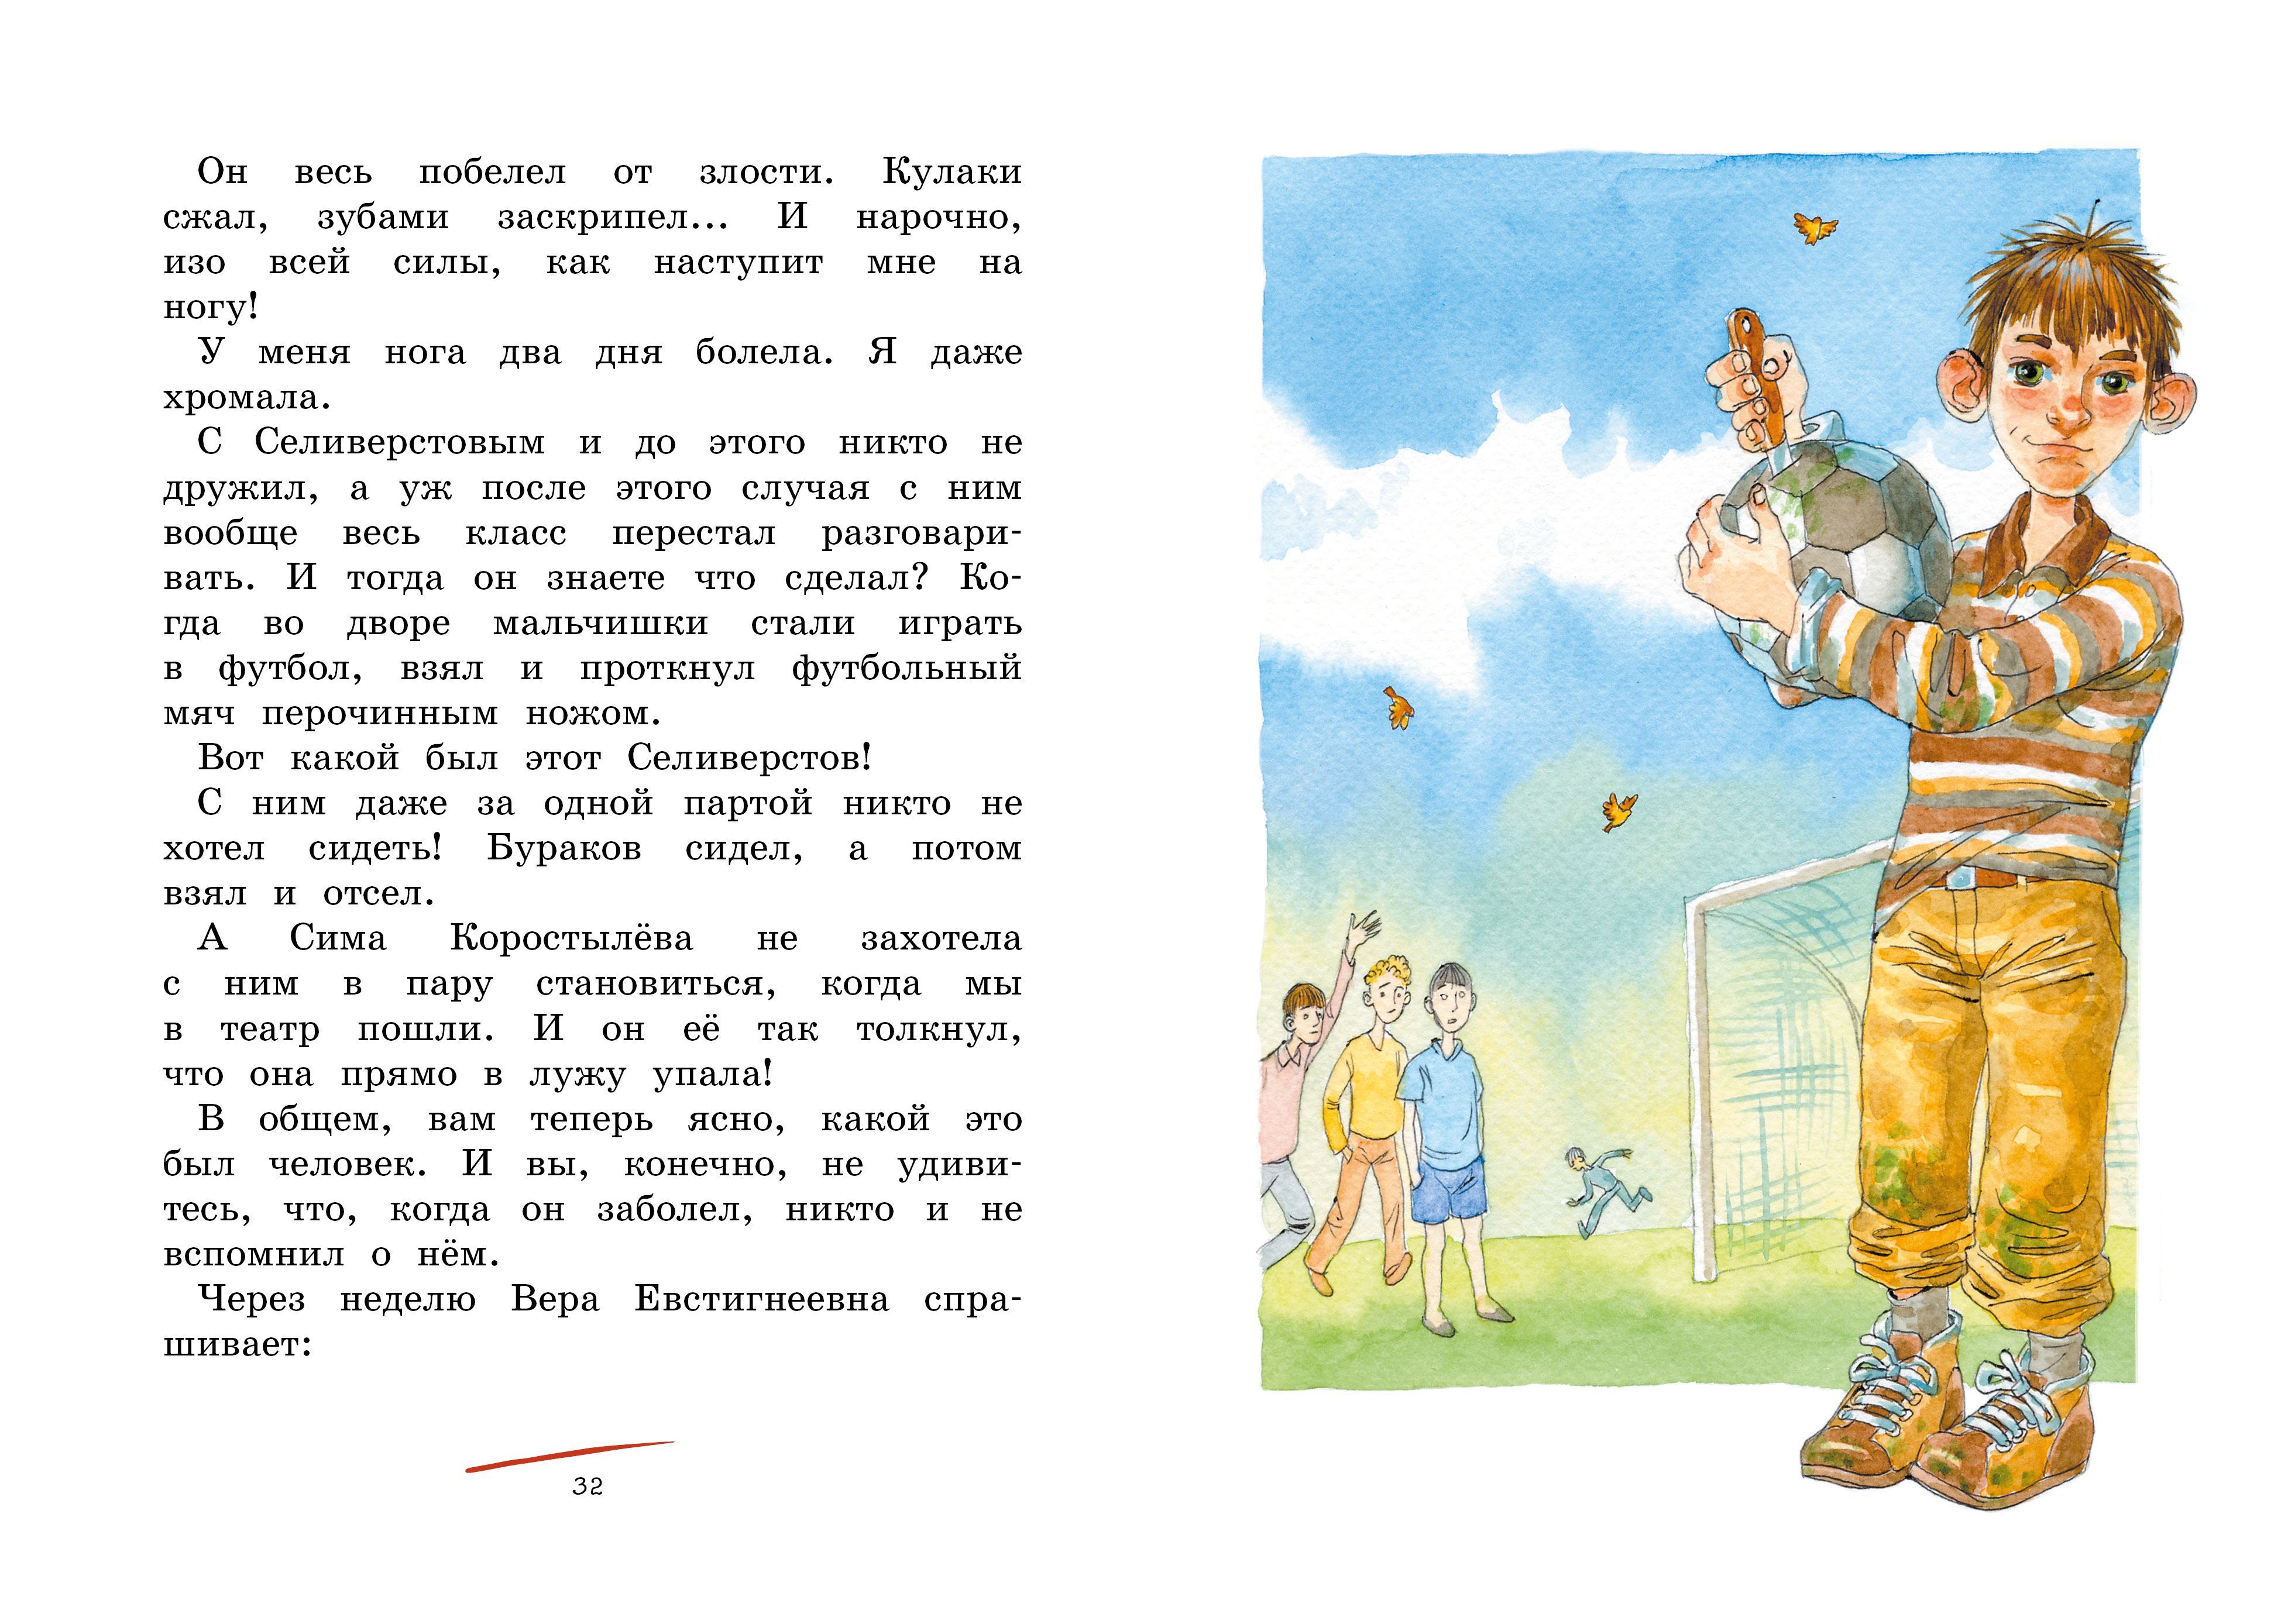 Он весь побелел от злости. Кулаки
сжал, зубами заскрипел... И нарочно,
изо всей силы, как наступит мне на
ногу!
У меня нога два дня болела. Я даже
хромала.
С Селиверстовым и до этого никто не
дружил, а уж после этого случая с ним
вообще весь класс перестал разговари-
вать. И тогда он знаете что сделал? Ко-
гда во дворе мальчишки стали играть
в футбол, взял и проткнул футбольный
мяч перочинным ножом.
Вот какой был этот Селиверстов!
С ним даже за одной партой никто не
хотел сидеть! Бураков сидел, а потом
взял и отсел.
А Сима Коростылёва не захотела
с ним в пару становиться, когда мы
в театр пошли. И он её так толкнул,
что она прямо в лужу упала!
В общем, вам теперь ясно, какой это
был человек. И вы, конечно, не удиви-
тесь, что, когда он заболел, никто и не
вспомнил о нём.
Через неделю Вера Евстигнеевна спра-
шивает:
32